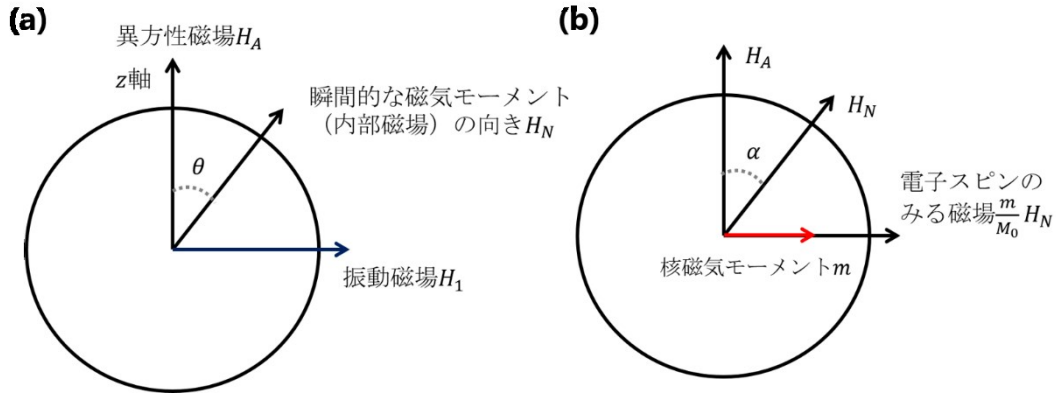 (a)
異方性磁場H_A
z軸
瞬間的な磁気モーメント
（内部磁場）の向きH_N
θ
振動磁場H_1
(b)
H_A
H_N
α
電子スピンの
みる磁場m/M_0 H_N
核磁気モーメントm